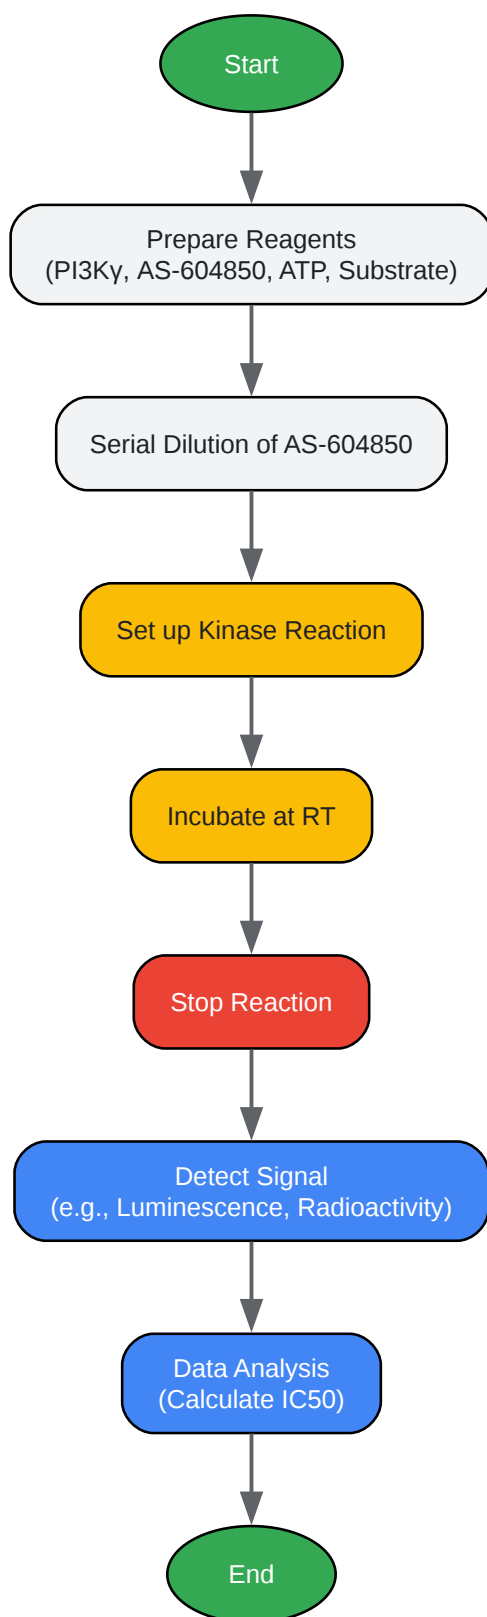 Start
Prepare Reagents
(PI3Kγ, AS-604850, ATP, Substrate)
Serial Dilution of AS-604850
Set up Kinase Reaction
Incubate at RT
Stop Reaction
Detect Signal
(e.g., Luminescence, Radioactivity)
Data Analysis
(Calculate IC50)
End